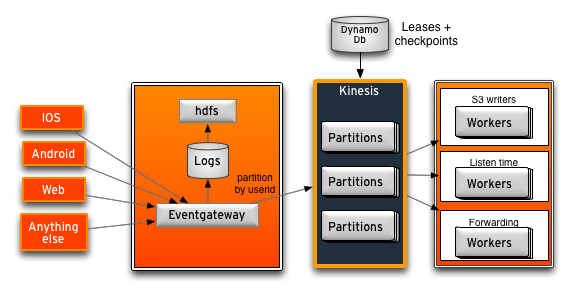 Dynamo
Db
Leases +
checkpoints
IOS
Android
Web
Anything
else
hdfs
Logs
partition
by userid
Eventgateway
Kinesis
Partitions
Partitions
Partitions
S3 writers
Workers
Listen time
Workers
Forwarding
Workers